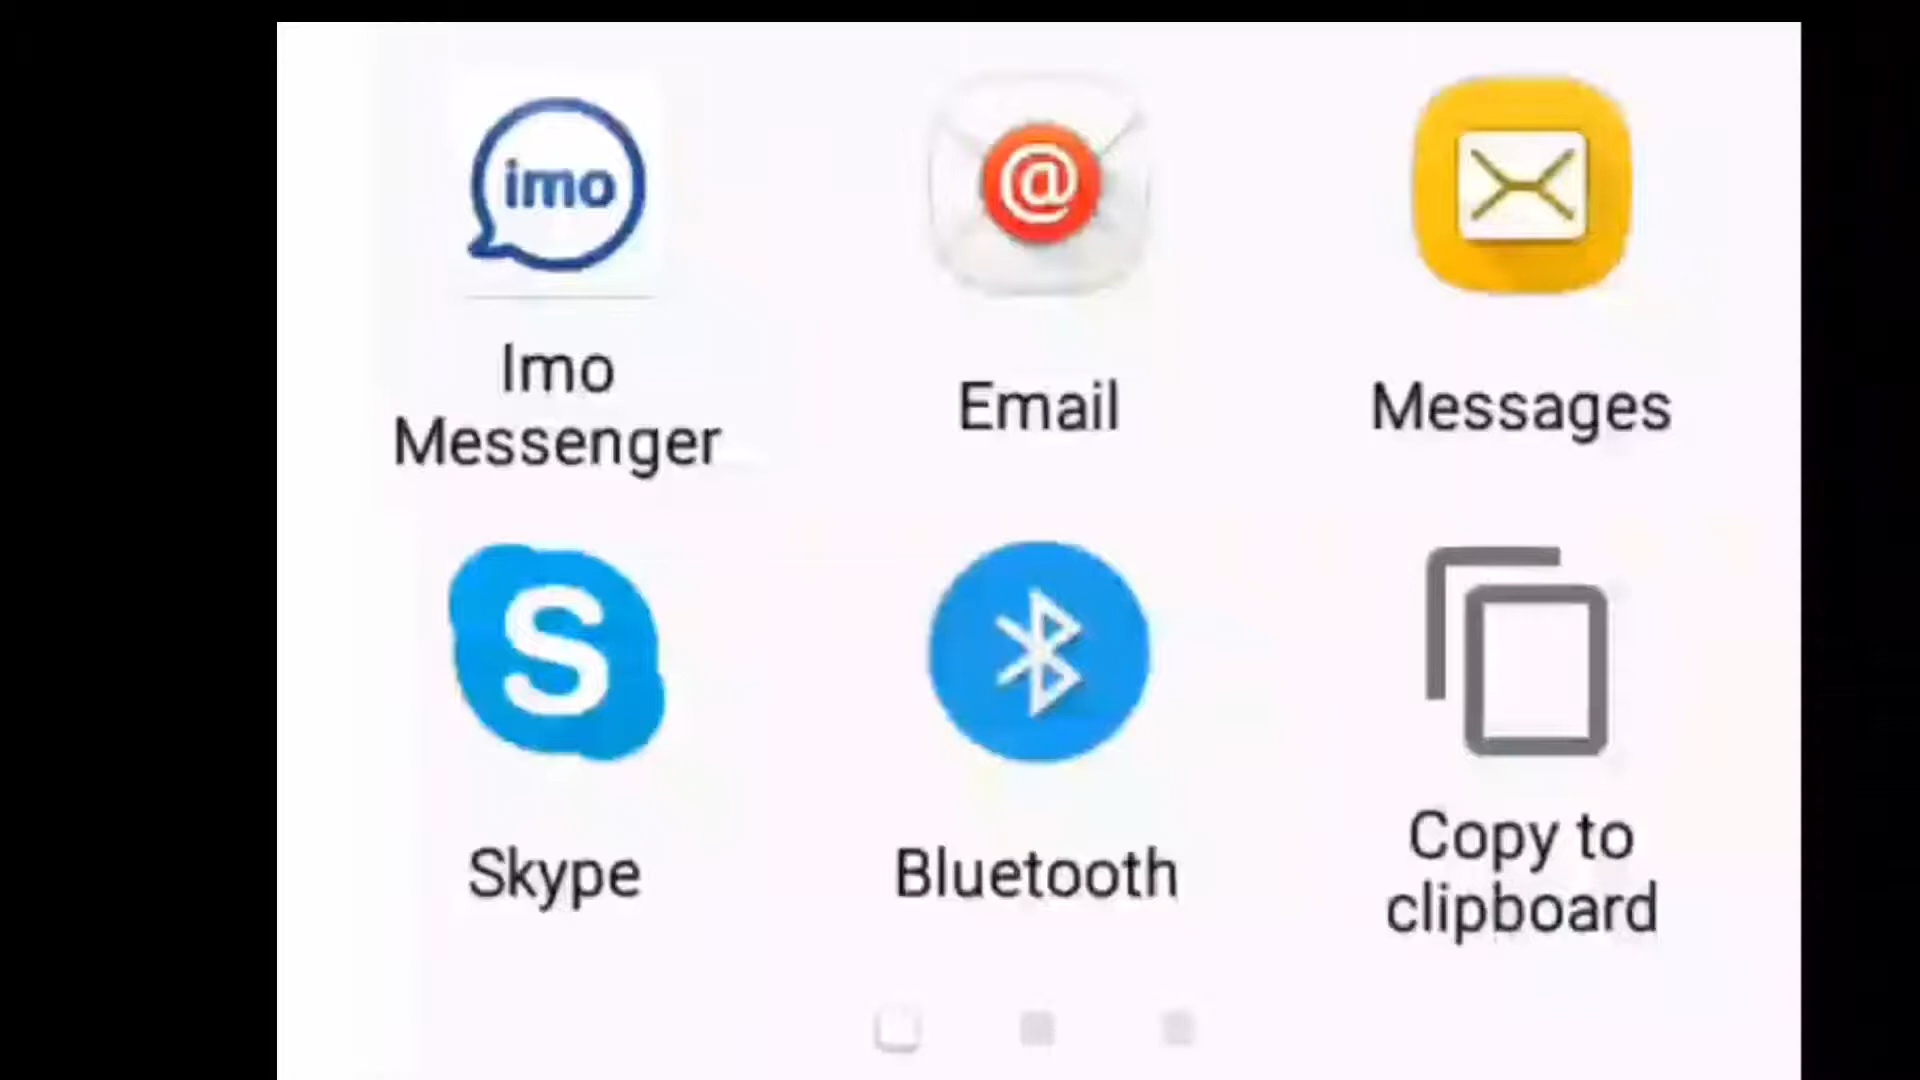 imo
@
S
Imo
Messenger
Email
Messages
Skype
Bluetooth
Copy to
clipboard